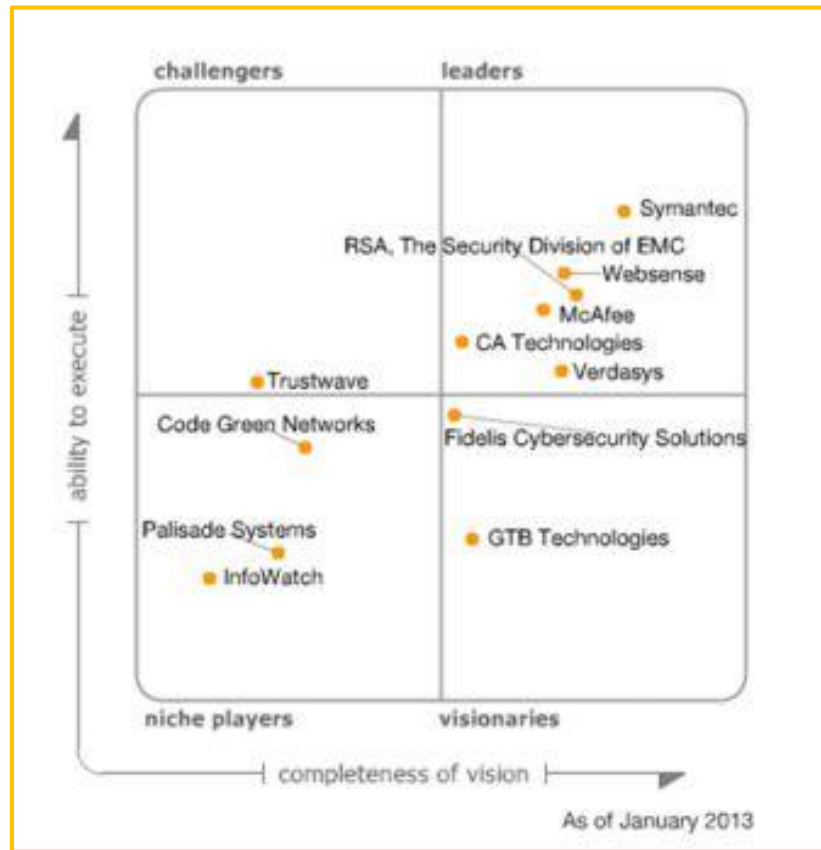 challengers
leaders
Symantec
RSA, The Security Division of EMC
Websense
McAfee
CA Technologies
Verdasys
Trustwave
Code Green Networks
Fidelis Cybersecurity Solutions
Palisade Systems
GTB Technologies
InfoWatch
ability to execute
niche players
visionaries
completeness of vision
As of January 2013